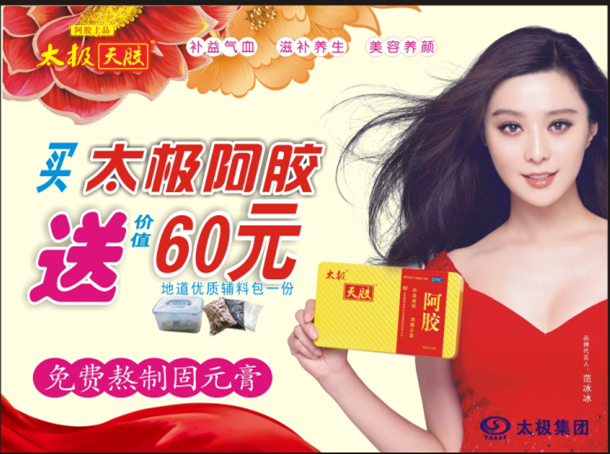 阿胶上品
太极 天胶
补益气血 滋补养生 美容养颜
买 太极阿胶
送 价值 60元
地道优质辅料包一份
太极
天胶
阿胶
OTC
免费熬制固元膏
品牌代言人：范冰冰
太极集团